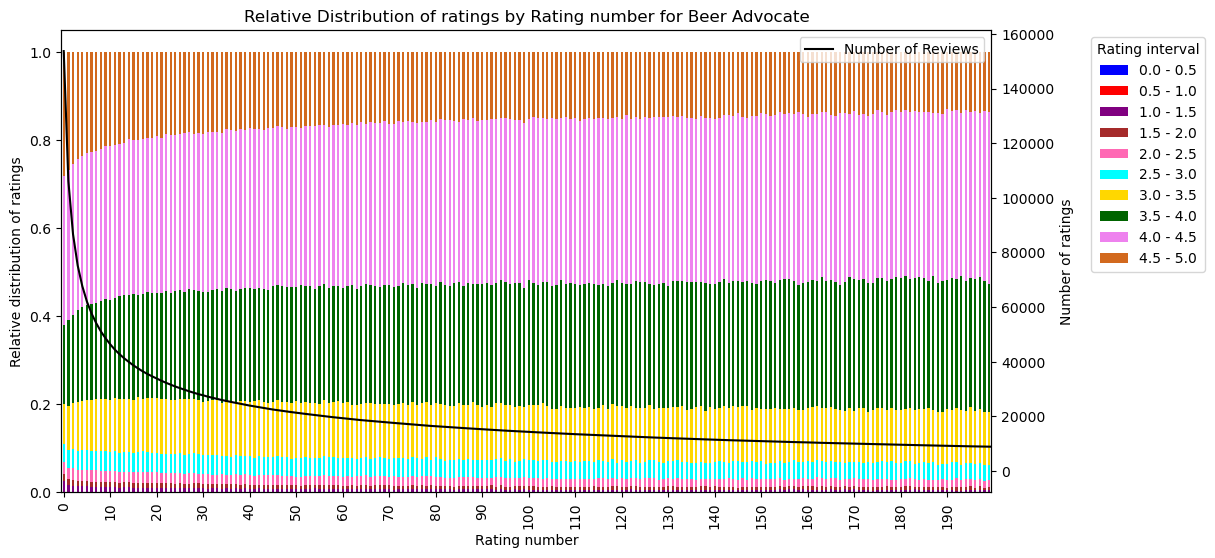 Relative Distribution of ratings by Rating number for Beer Advocate
Relative distribution of ratings
1.0
0.8
0.6
0.4
0.2
0.0
Number of Reviews
160000
140000
120000
100000
80000
60000
40000
20000
0
Number of ratings
Rating interval
0.0 - 0.5
0.5 - 1.0
1.0 - 1.5
1.5 - 2.0
2.0 - 2.5
2.5 - 3.0
3.0 - 3.5
3.5 - 4.0
4.0 - 4.5
4.5 - 5.0
0 10 20 30 40 50 60 70 80 90 100 110 120 130 140 150 160 170 180 190
Rating number